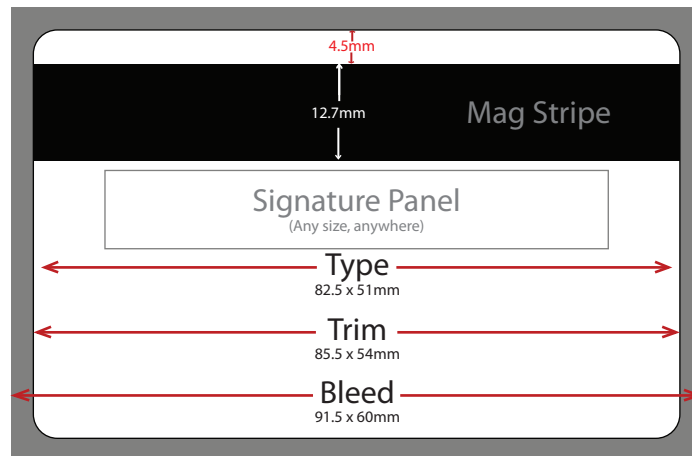 4.5mm
12.7mm
Mag Stripe
Signature Panel
(Any size, anywhere)
Type
82.5 x 51mm
Trim
85.5 x 54mm
Bleed
91.5 x 60mm